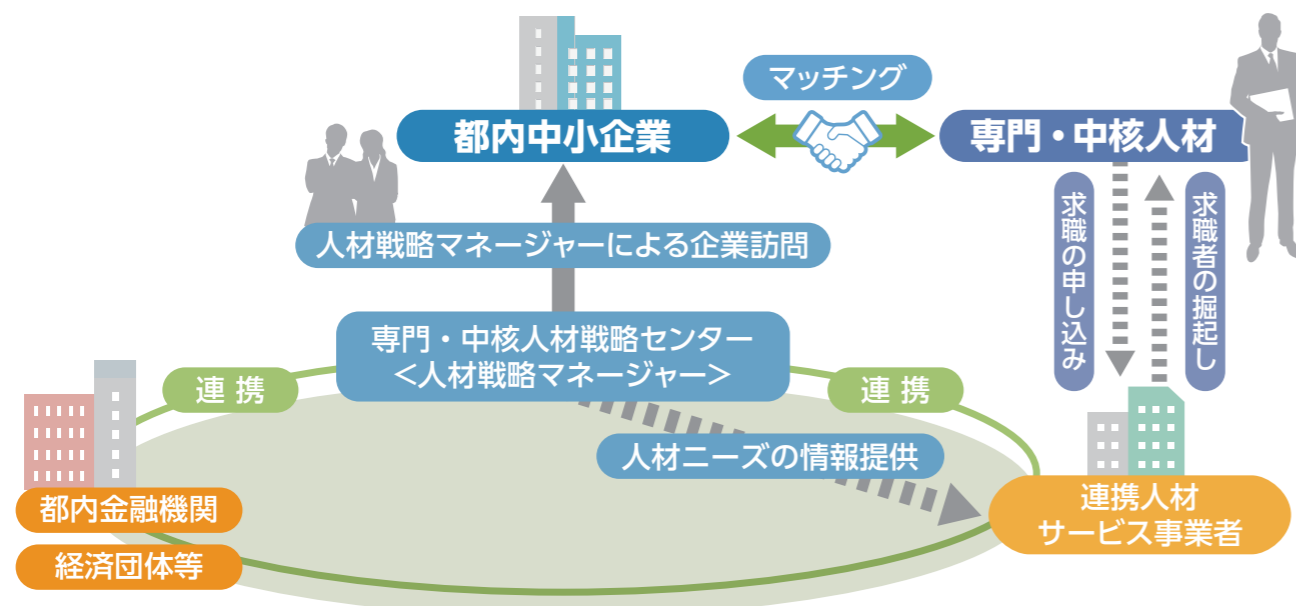 マッチング
都内中小企業
専門・中核人材
求職の申し込み
求職者の掘起し
人材戦略マネージャーによる企業訪問
専門・中核人材戦略センター
＜人材戦略マネージャー＞
連携
連携
人材ニーズの情報提供
都内金融機関
経済団体等
連携人材
サービス事業者